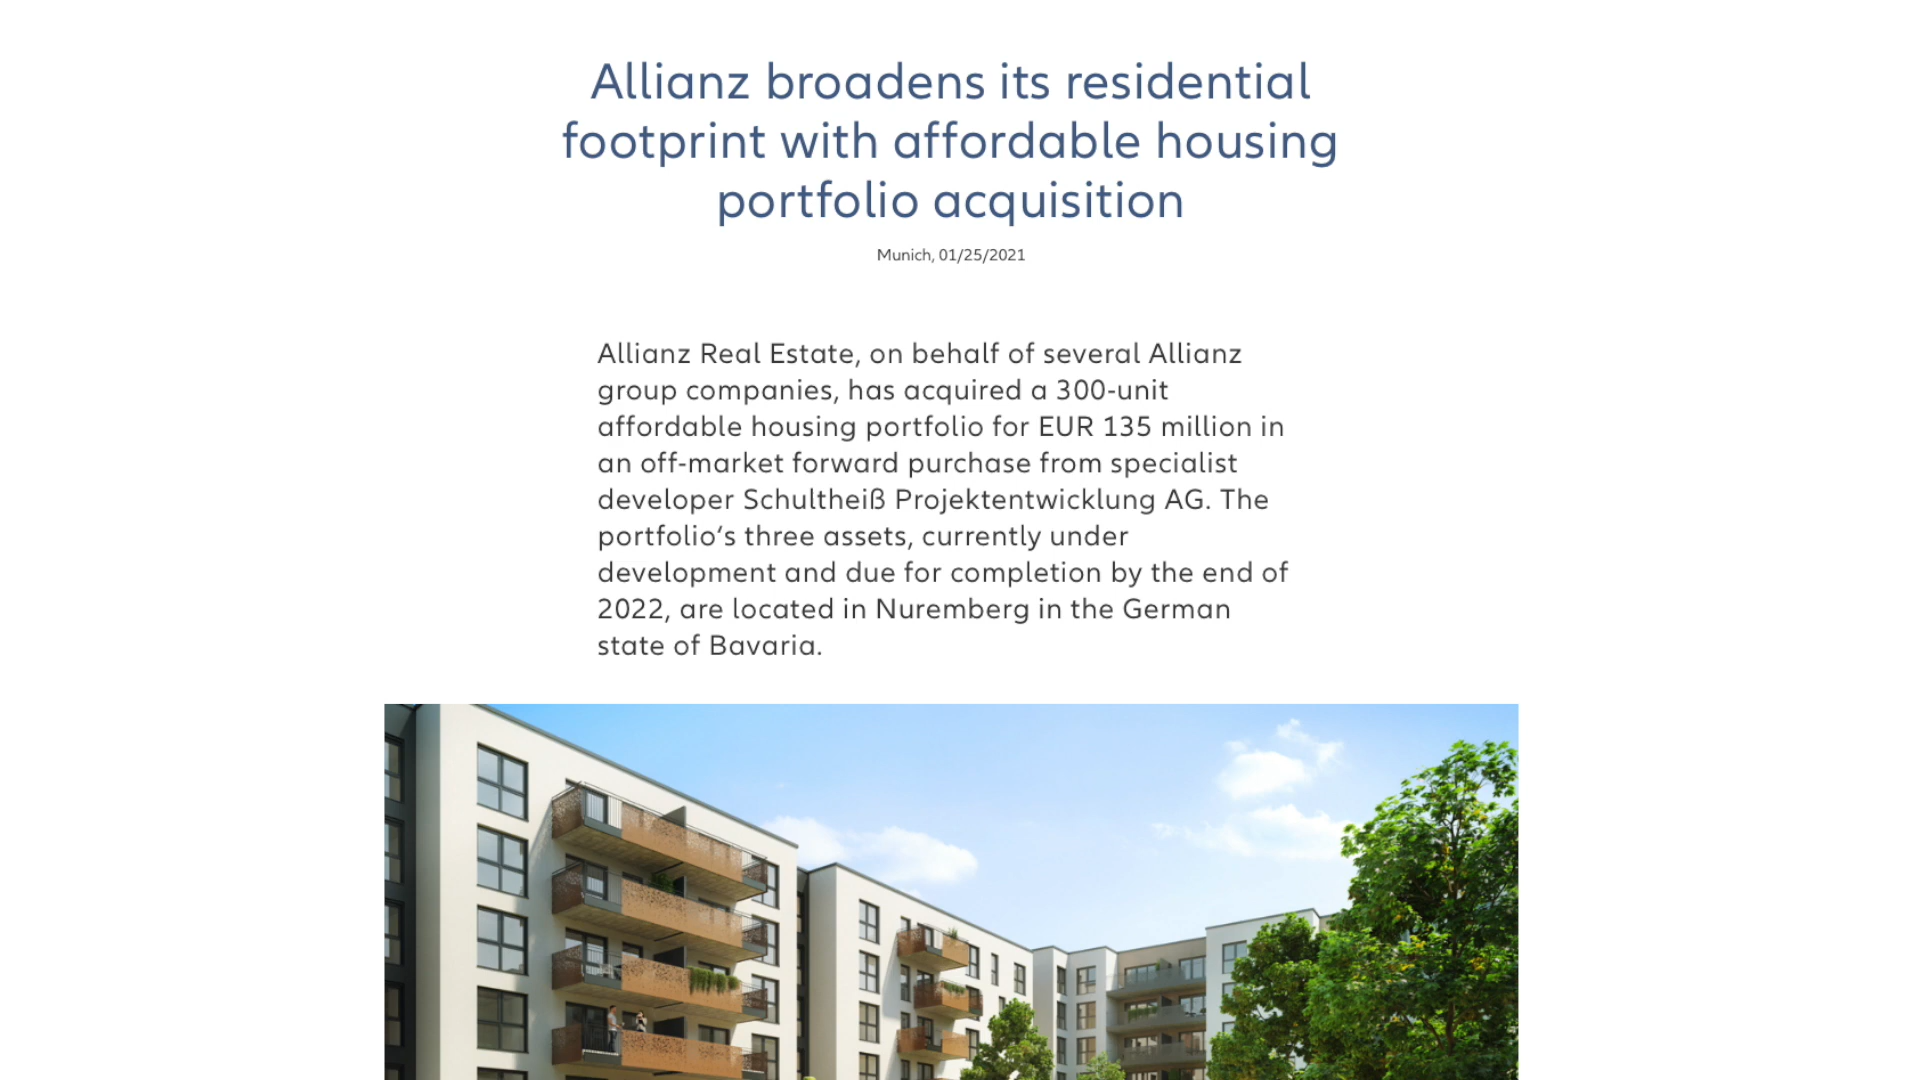 Allianz broadens its residential
footprint with affordable housing
portfolio acquisition
Munich, 01/25/2021
Allianz Real Estate, on behalf of several Allianz
group companies, has acquired a 300-unit
affordable housing portfolio for EUR 135 million in
an off-market forward purchase from specialist
developer Schultheiß Projektentwicklung AG. The
portfolio‘s three assets, currently under
development and due for completion by the end of
2022, are located in Nuremberg in the German
state of Bavaria.